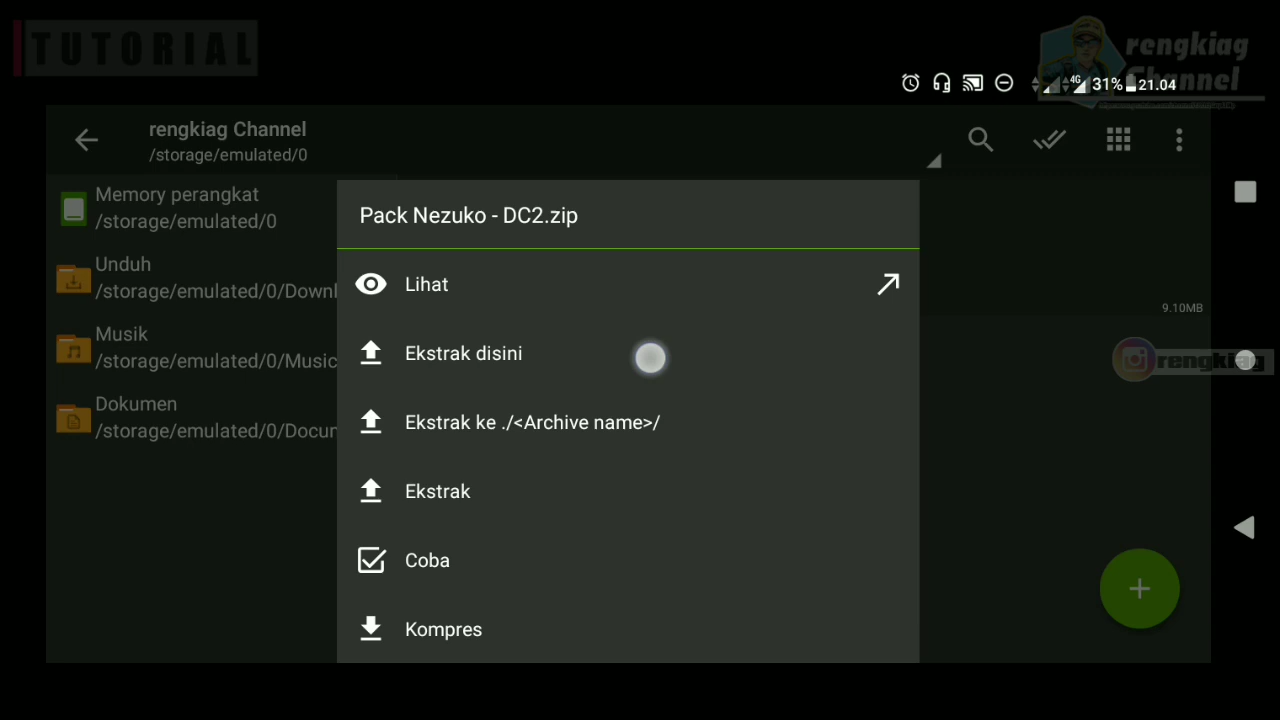 TUTORIAL
rengkiag
Channel
4G 31% 21.04
rengkiag Channel
/storage/emulated/0
Memory perangkat
/storage/emulated/0
Unduh
/storage/emulated/0/Downl
Musik
/storage/emulated/0/Music
Dokumen
/storage/emulated/0/Docur
Pack Nezuko - DC2.zip
Lihat
Ekstrak disini
Ekstrak ke ./<Archive name>/
Ekstrak
Coba
Kompres
9.10MB
rengkiag